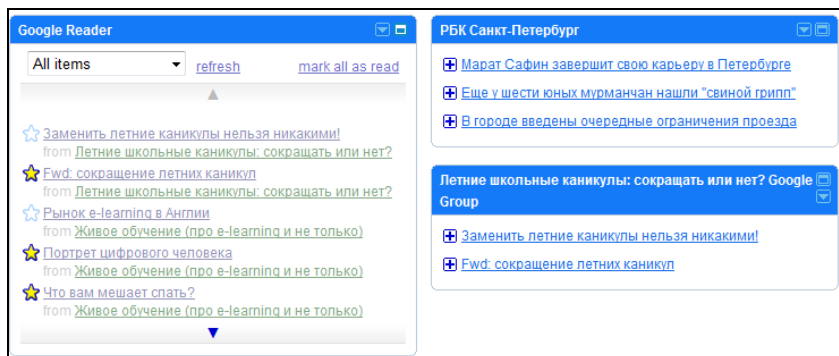 Google Reader
All items
refresh
mark all as read
Заменить летние каникулы нельзя никакими!
from Летние школьные каникулы: сокращать или нет?
Fwd: сокращение летних каникул
from Летние школьные каникулы: сокращать или нет?
Рынок e-learning в Англии
from Живое обучение (про e-learning и не только)
Портрет цифрового человека
from Живое обучение (про e-learning и не только)
Что вам мешает спать?
from Живое обучение (про e-learning и не только)
РБК Санкт-Петербург
Марат Сафин завершит свою карьеру в Петербурге
Еще у шести юных мурманчан нашли "свиной грипп"
В городе введены очередные ограничения проезда
Летние школьные каникулы: сокращать или нет? Google
Group
Заменить летние каникулы нельзя никакими!
Fwd: сокращение летних каникул